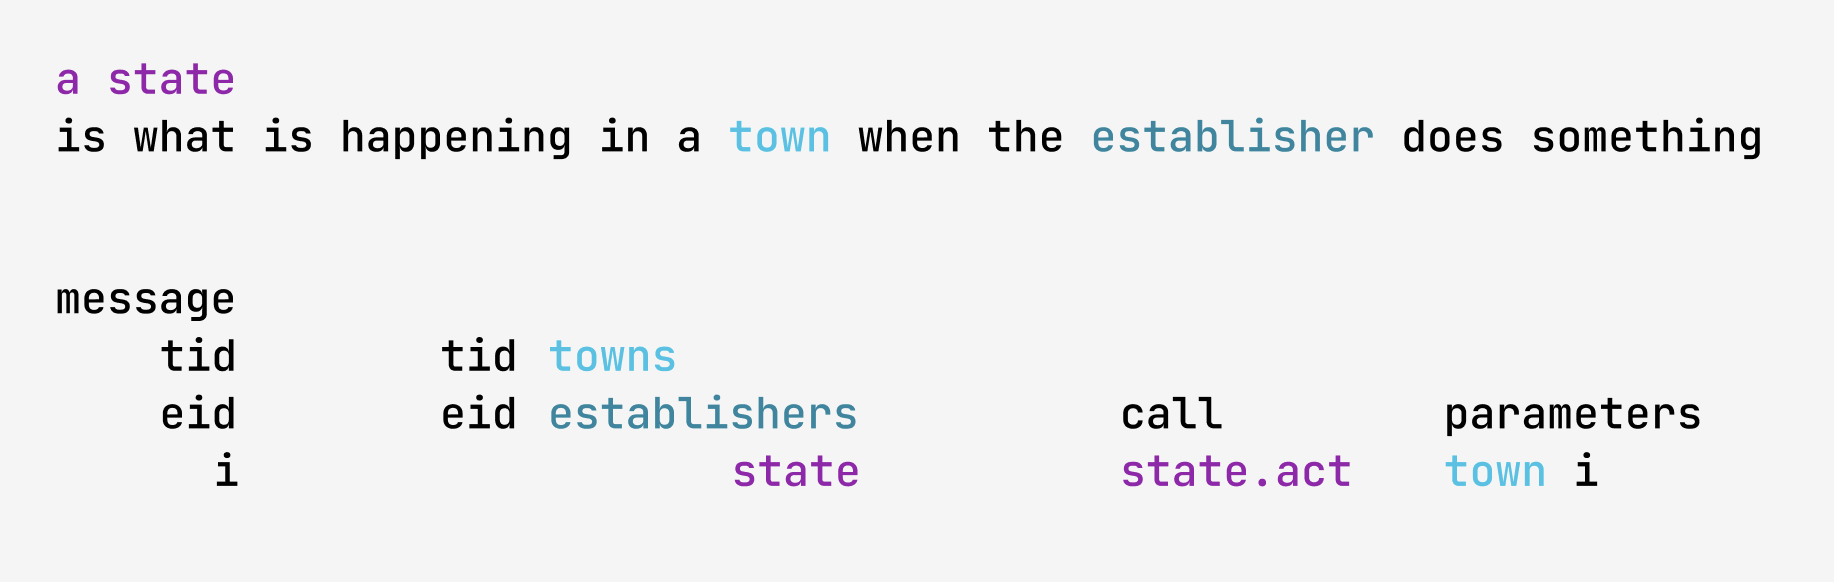 a state
is what is happening in a town when the establisher does something
message
tid tid towns
eid eid establishers call parameters
i state state.act town i